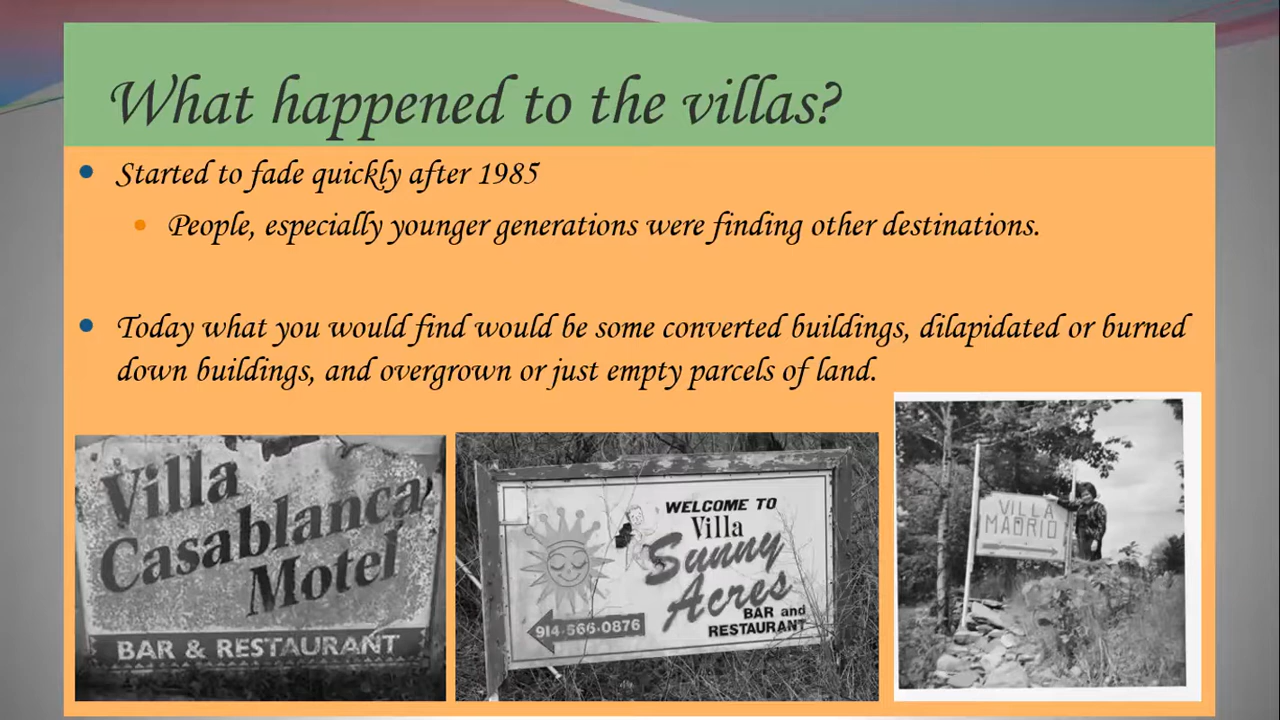 What happened to the villas?
Started to fade quickly after 1985
People, especially younger generations were finding other destinations.
Today what you would find would be some converted buildings, dilapidated or burned
down buildings, and overgrown or just empty parcels of land.
Villa
Casablanca
Motel
BAR & RESTAURANT
WELCOME TO
Villa
Sunny
Acres
BAR and
RESTAURANT
914-566-0876
VILLA
MADRID